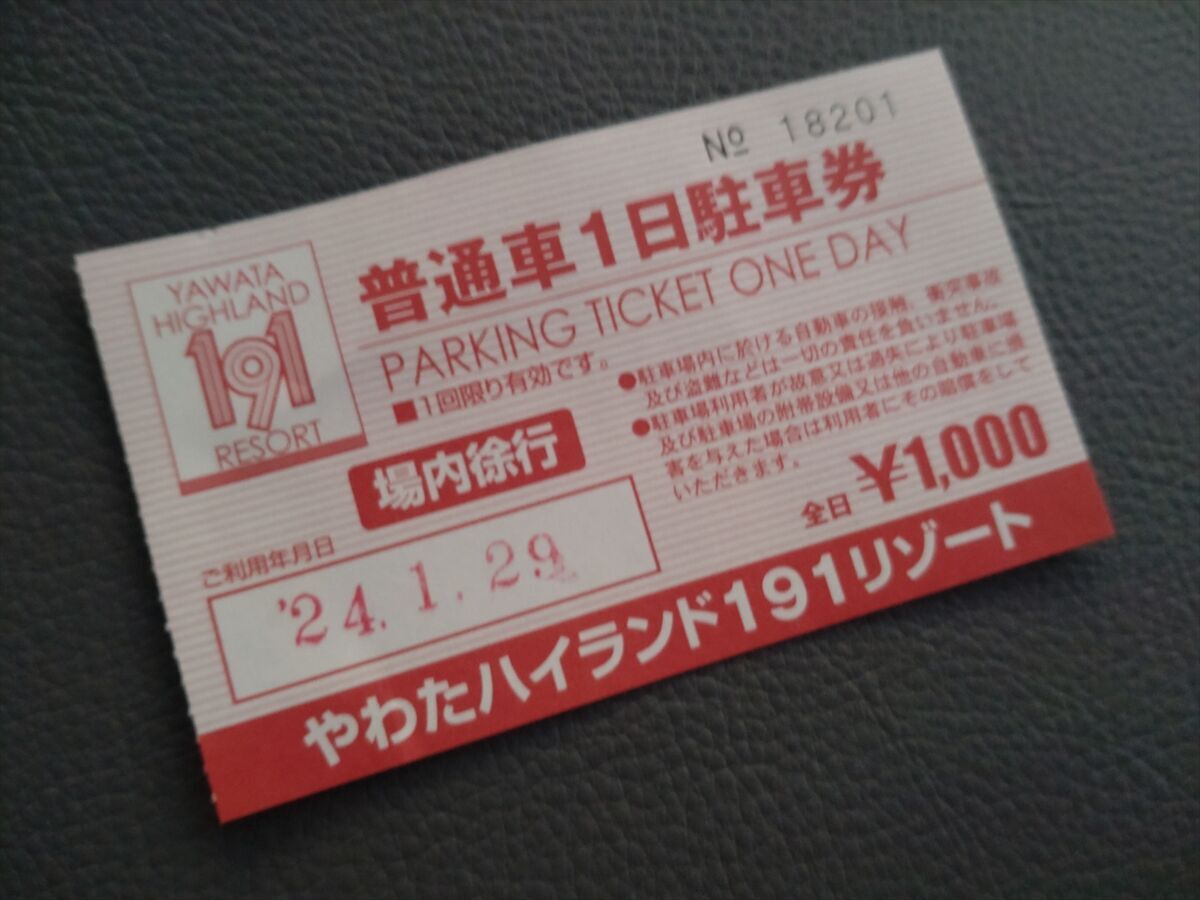 No 18201
YAWATA
HIGHLAND
191
RESORT
普通車1日駐車券
PARKING TICKET ONE DAY
■1回限り有効です。
場内徐行
●駐車場内に於ける自動車の接触、衝突事故
及び盗難などは一切の責任を負いません。
●駐車場利用者が故意又は過失により駐車場
及び駐車場の附帯設備又は他の自動車に損
害を与えた場合は利用者にその賠償をして
いただきます。
全日 ¥1,000
ご利用年月日
'24.1.29
やわたハイランド191リゾート